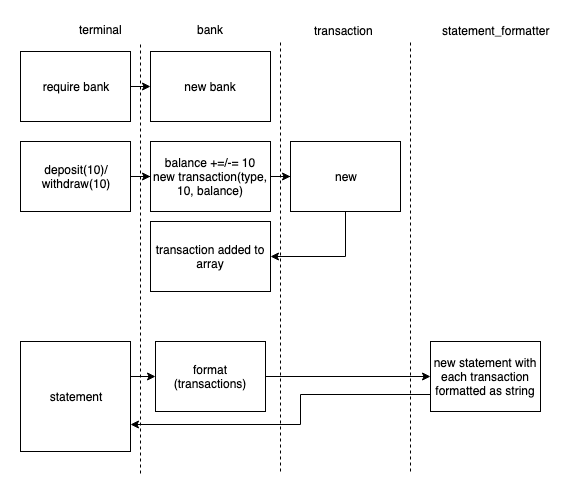 terminal
bank
transaction
statement_formatter
require bank
new bank
deposit(10)/
withdraw(10)
balance +=/-= 10
new transaction(type,
10, balance)
new
transaction added to
array
statement
format
(transactions)
new statement with
each transaction
formatted as string